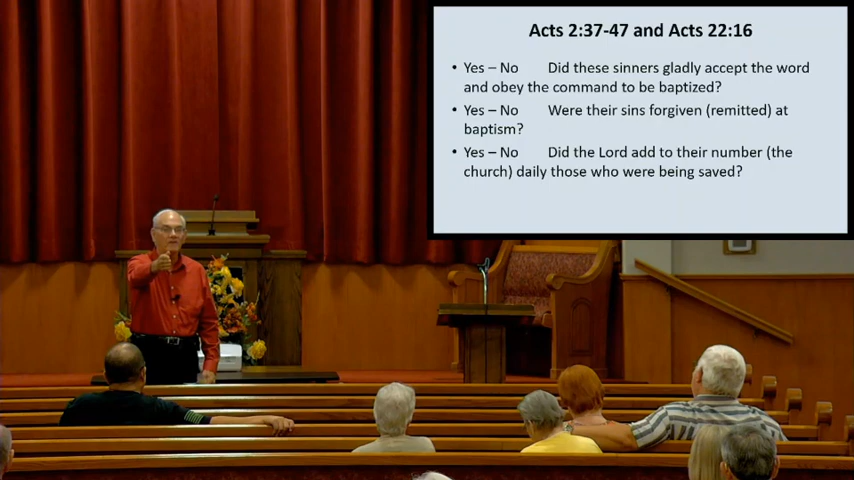 Acts 2:37-47 and Acts 22:16
• Yes – No Did these sinners gladly accept the word
and obey the command to be baptized?
• Yes – No Were their sins forgiven (remitted) at
baptism?
• Yes – No Did the Lord add to their number (the
church) daily those who were being saved?